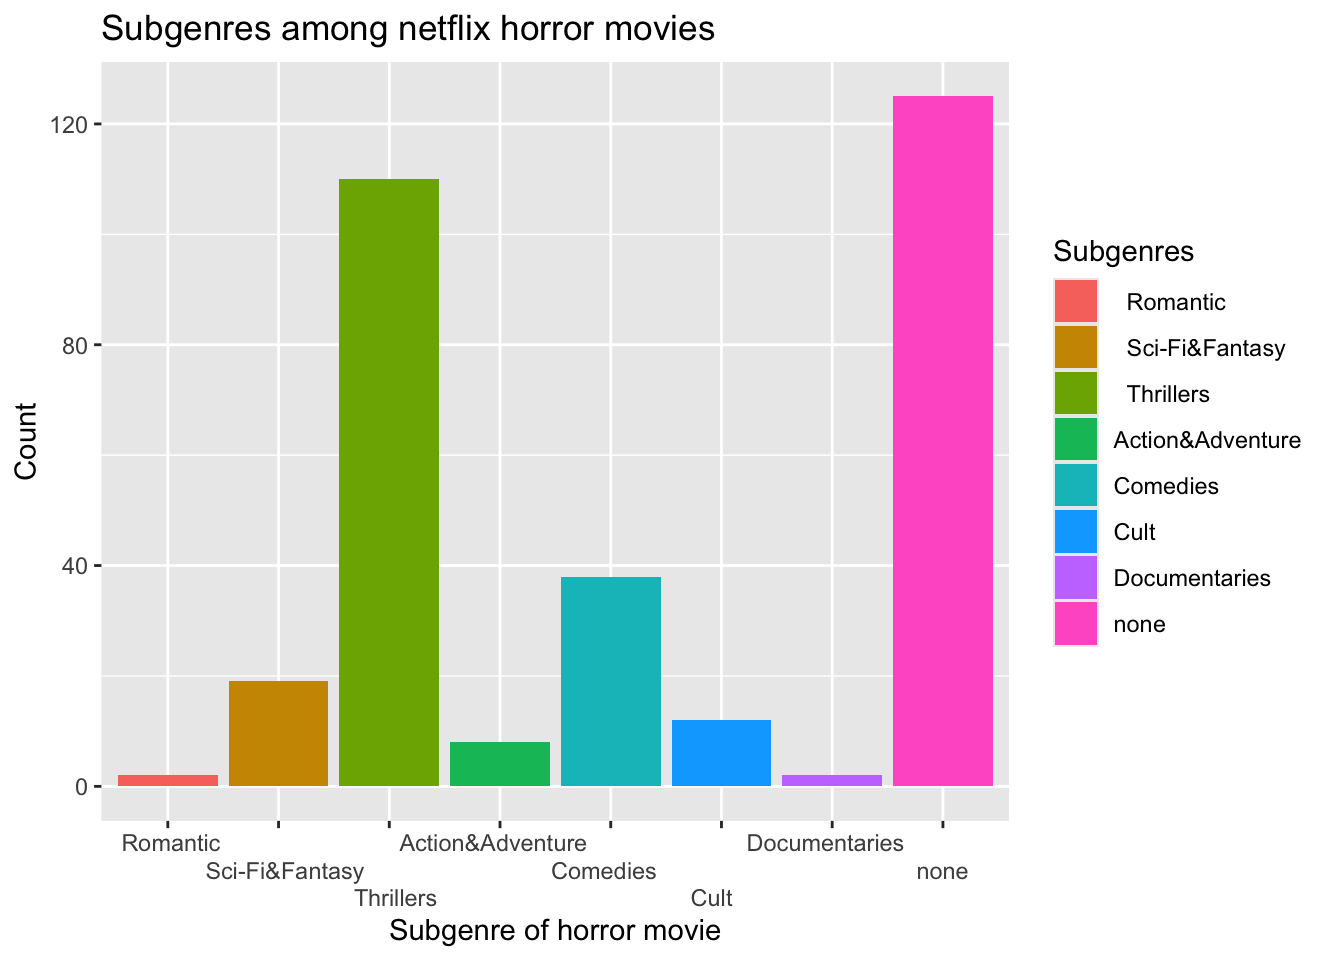 Subgenres among netflix horror movies
120
80
40
0
Count
Romantic
Sci-Fi&Fantasy
Thrillers
Action&Adventure
Comedies
Cult
Documentaries
none
Subgenre of horror movie
Subgenres
Romantic
Sci-Fi&Fantasy
Thrillers
Action&Adventure
Comedies
Cult
Documentaries
none